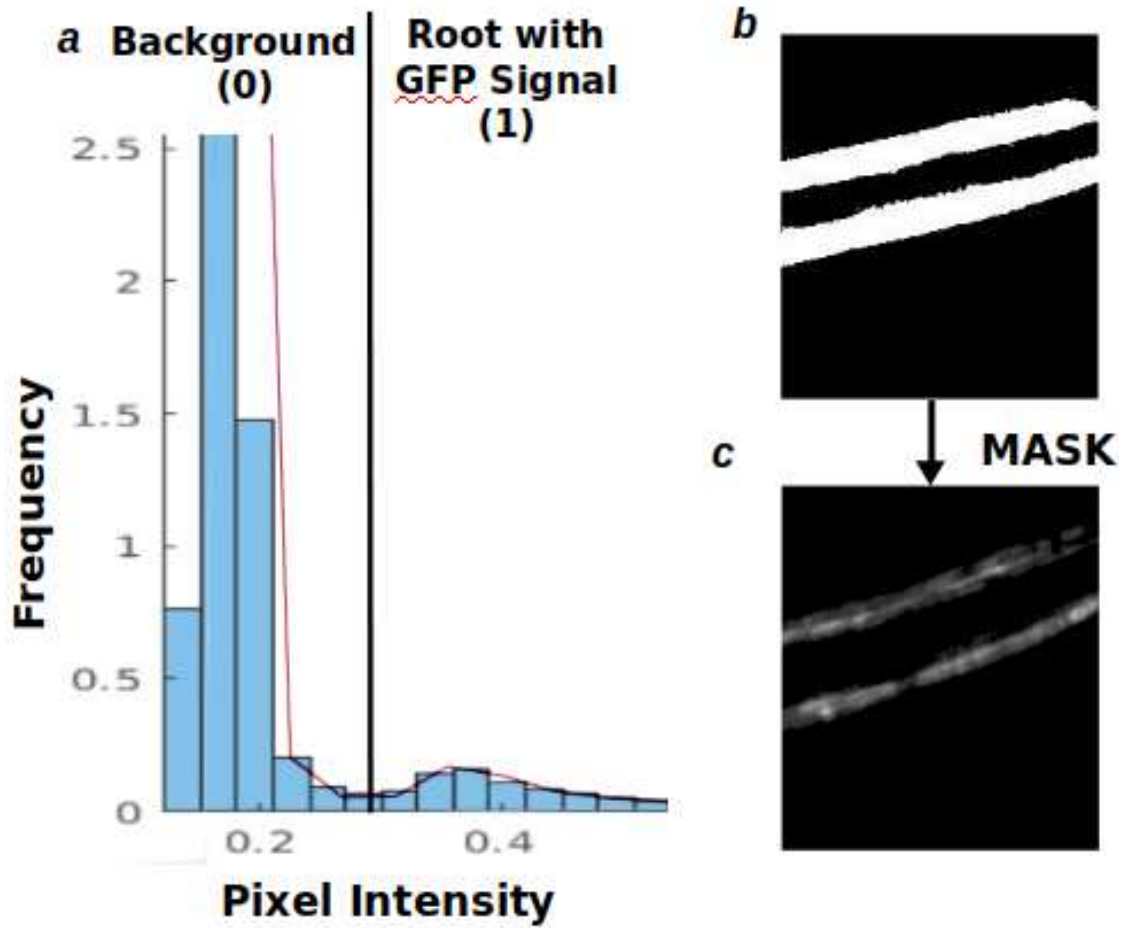 a
Background
(0)
Root with
GFP Signal
(1)
2.5
2
1.5
1
0.5
0
0.2
0.4
Frequency
Pixel Intensity
b
MASK
c